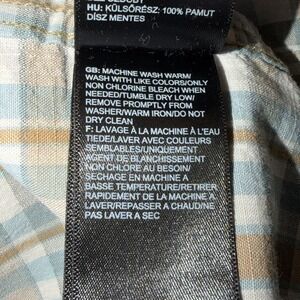 HU: KÜLSŐRÉSZ: 100% PAMUT
DÍSZ MENTES
GB: MACHINE WASH WARM/
WASH WITH LIKE COLORS/ONLY
NON CHLORINE BLEACH WHEN
NEEDED/TUMBLE DRY LOW/
REMOVE PROMPTLY FROM
WASHER/WARM IRON/DO NOT
DRY CLEAN
F: LAVAGE À LA MACHINE À L'EAU
TIEDE/LAVER AVEC COULEURS
SEMBLABLES/UNIQUEMENT
AGENT DE BLANCHISSEMENT
NON CHLORE AU BESOIN/
SECHAGE EN MACHINE A
BASSE TEMPERATURE/RETIRER
RAPIDEMENT DE LA MACHINE A
LAVER/REPASSER A CHAUD/NE
PAS LAVER A SEC